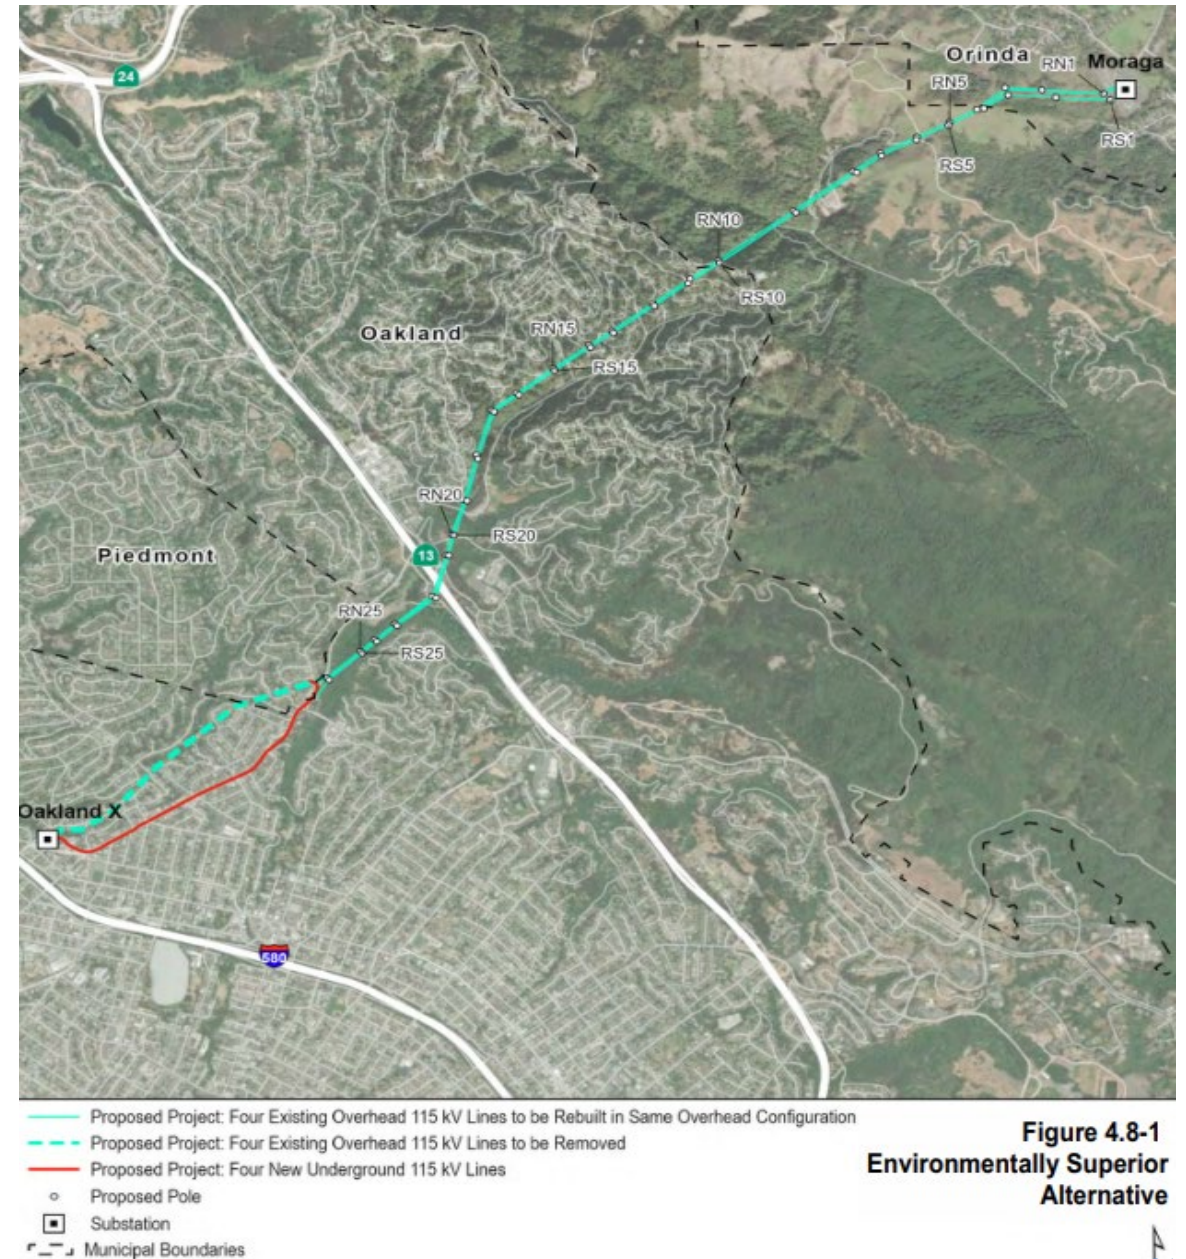 24
Orinda
RN1
Moraga
RN5
RS1
RS5
RN10
RS10
Oakland
RN15
RS15
RN20
RS20
13
Piedmont
RN25
RS25
Oakland X
580
Proposed Project: Four Existing Overhead 115 kV Lines to be Rebuilt in Same Overhead Configuration
Proposed Project: Four Existing Overhead 115 kV Lines to be Removed
Proposed Project: Four New Underground 115 kV Lines
Proposed Pole
Substation
Municipal Boundaries
Figure 4.8-1
Environmentally Superior
Alternative